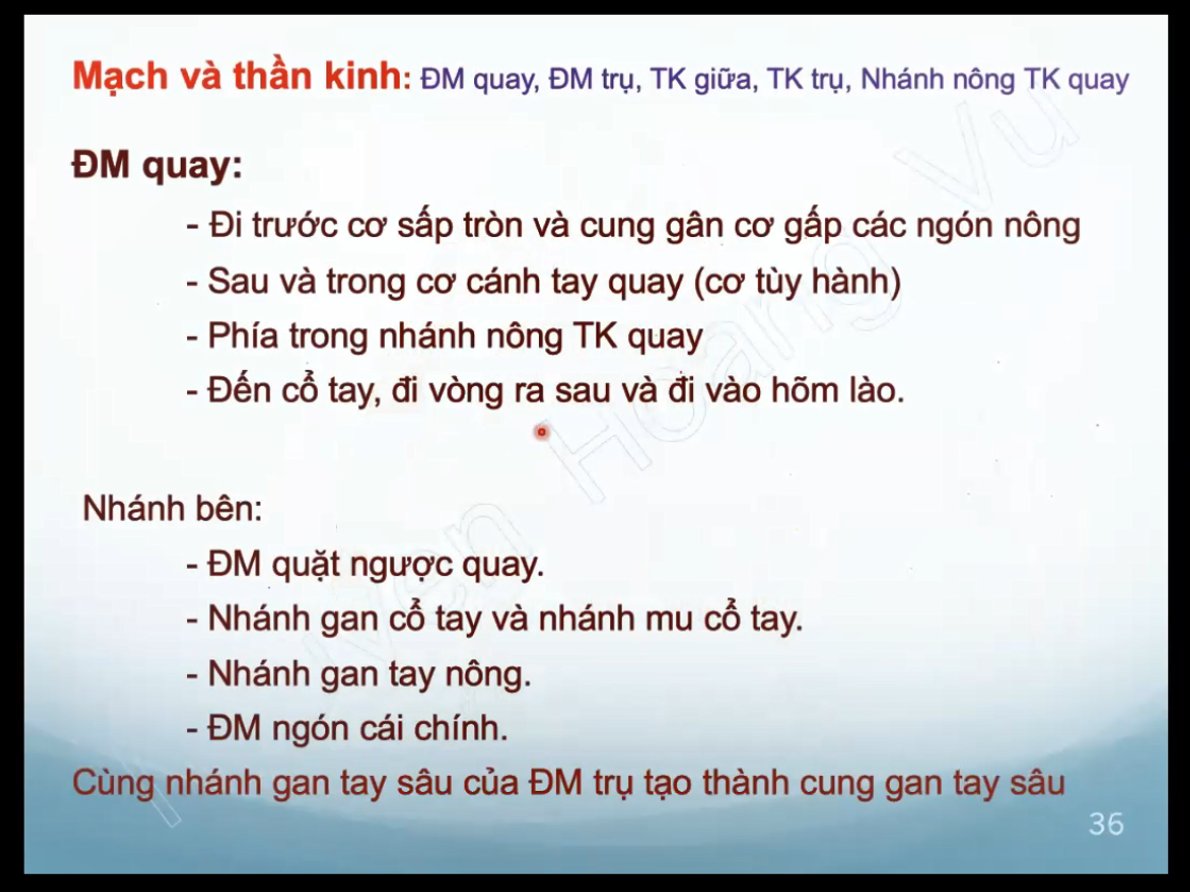 Mạch và thần kinh: ĐM quay, ĐM trụ, TK giữa, TK trụ, Nhánh nông TK quay
ĐM quay:
- Đi trước cơ sấp tròn và cung gân cơ gấp các ngón nông
- Sau và trong cơ cánh tay quay (cơ tùy hành)
- Phía trong nhánh nông TK quay
- Đến cổ tay, đi vòng ra sau và đi vào hõm lào.
Nhánh bên:
- ĐM quặt ngược quay.
- Nhánh gan cổ tay và nhánh mu cổ tay.
- Nhánh gan tay nông.
- ĐM ngón cái chính.
Cùng nhánh gan tay sâu của ĐM trụ tạo thành cung gan tay sâu
36
Hoang Vu